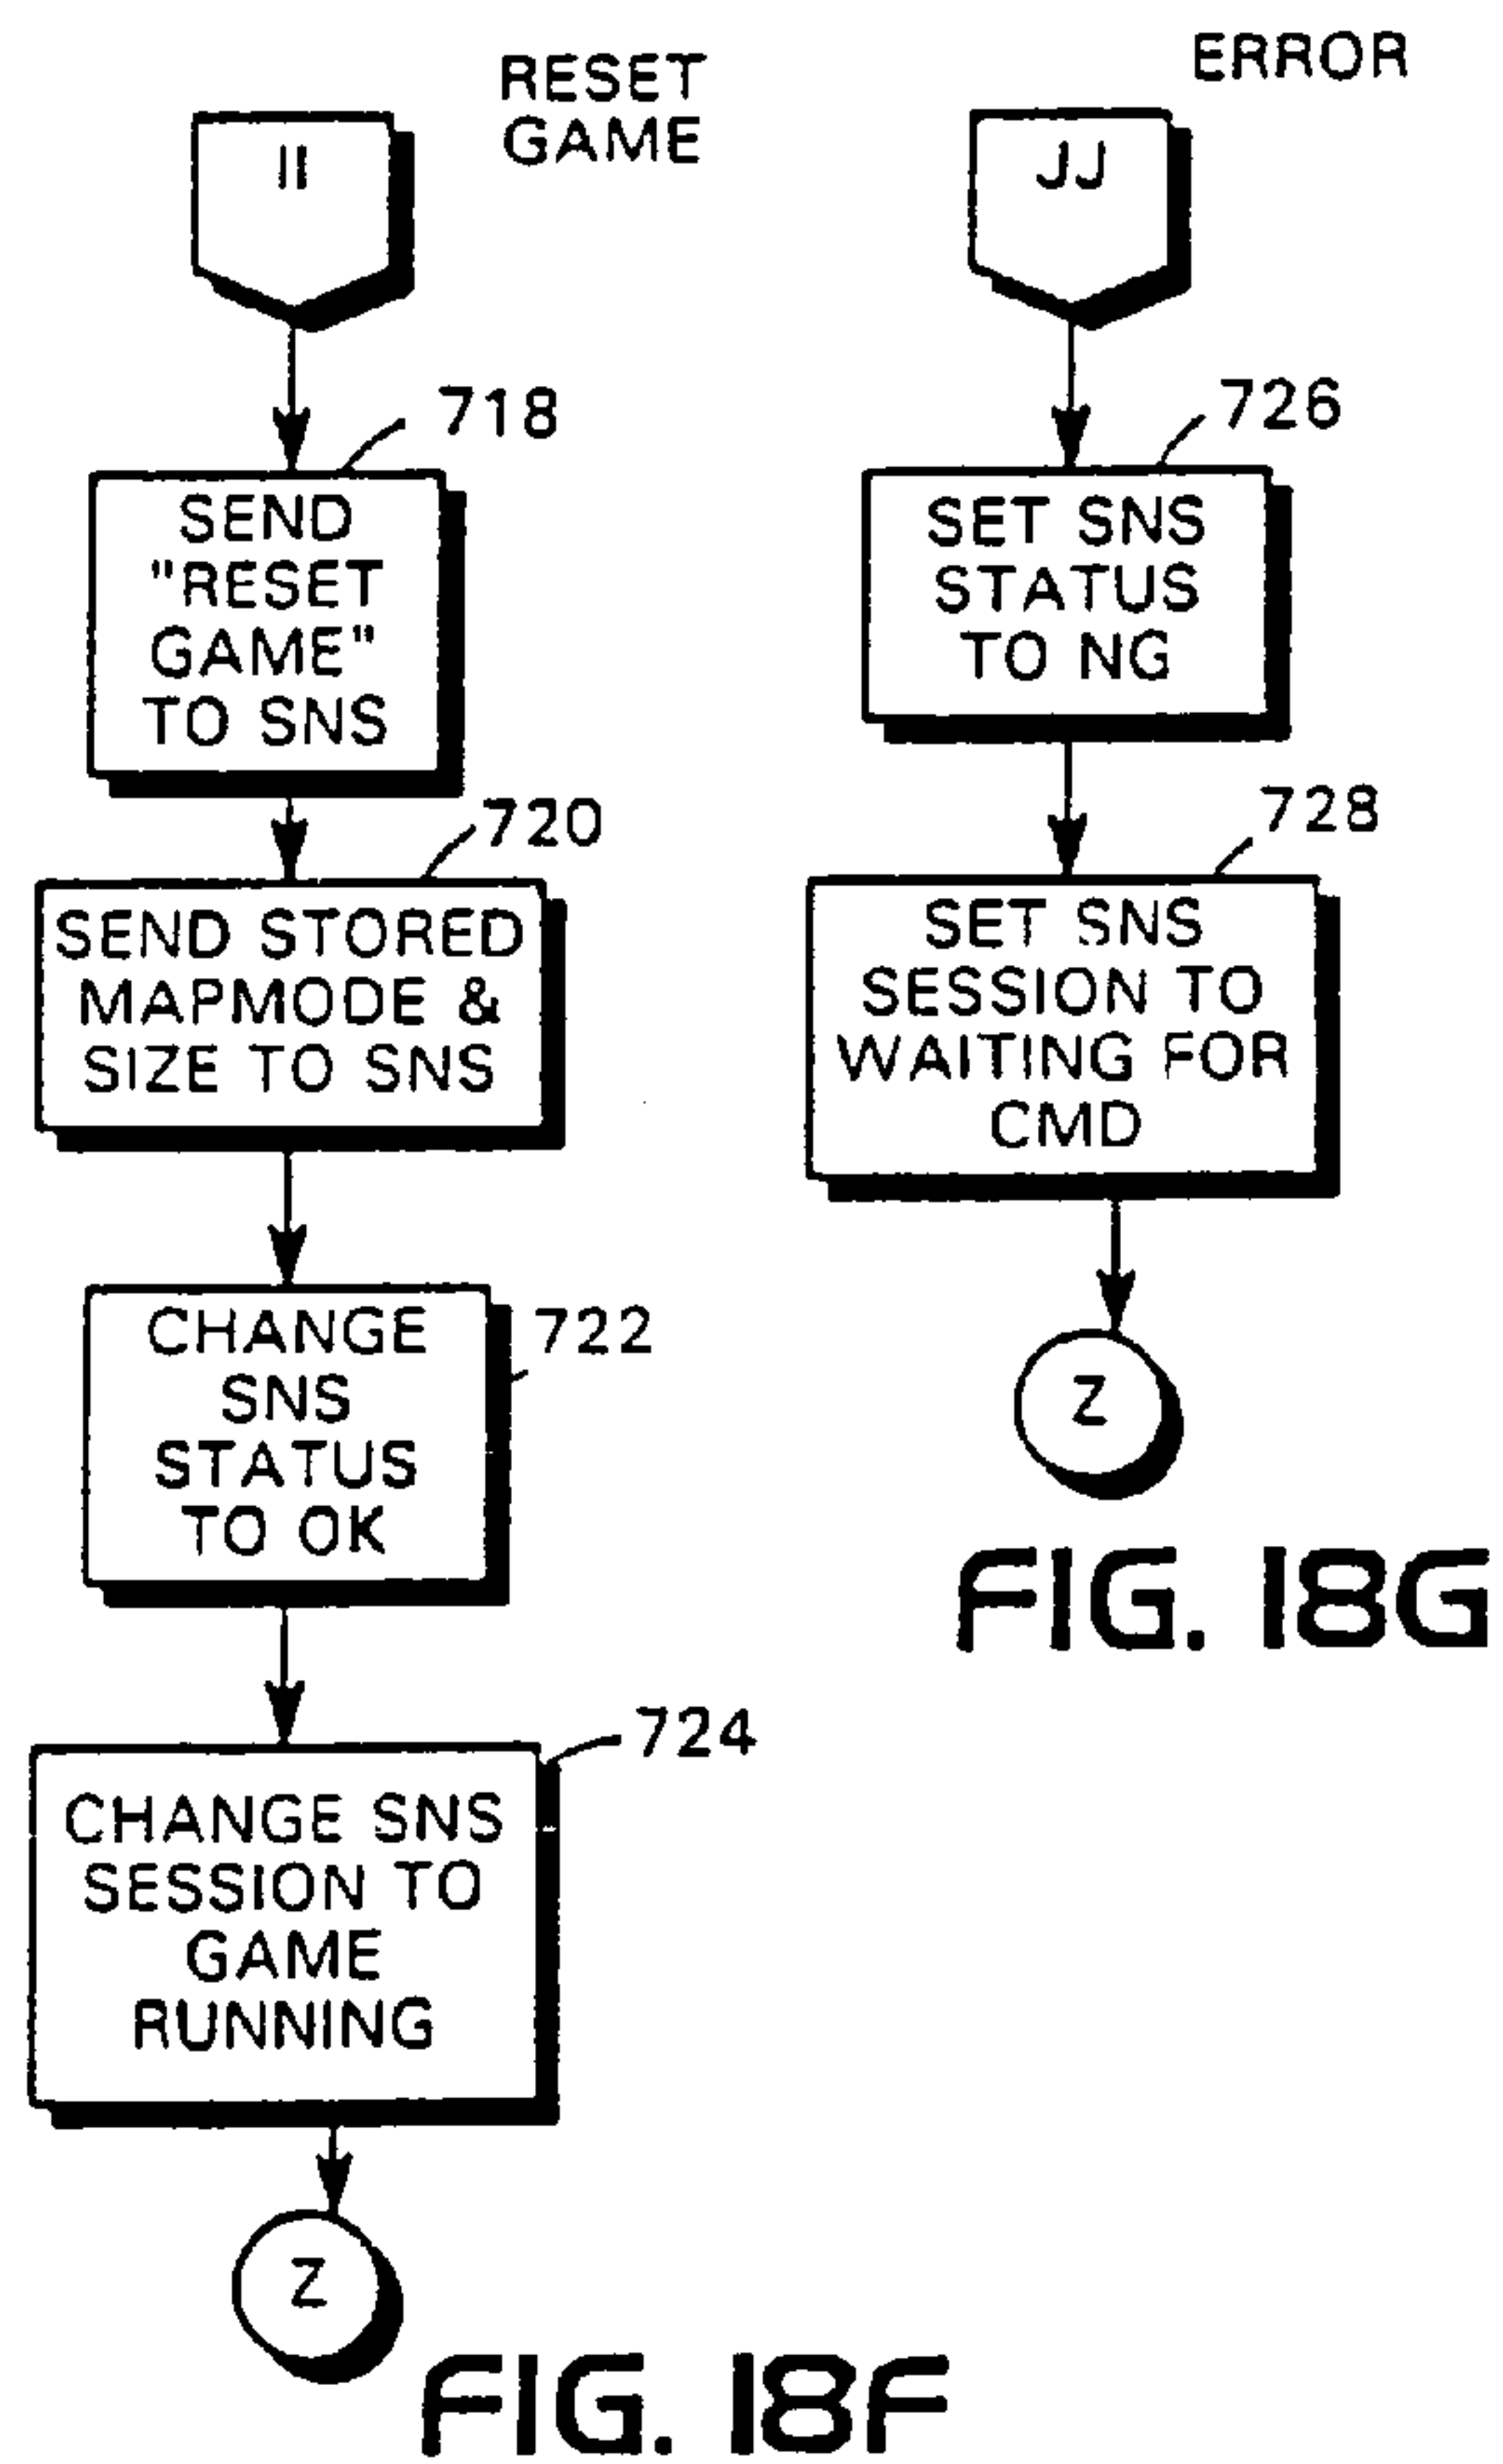 RESET
GAME
II
718
SEND
"RESET
GAME"
TO SNS
720
SEND STORED
MAPMODE &
SIZE TO SNS
722
CHANGE
SNS
STATUS
TO OK
724
CHANGE SNS
SESSION TO
GAME
RUNNING
Z
FIG. 18F
ERROR
JJ
726
SET SNS
STATUS
TO NG
728
SET SNS
SESSION TO
WAITING FOR
CMD
Z
FIG. 18G